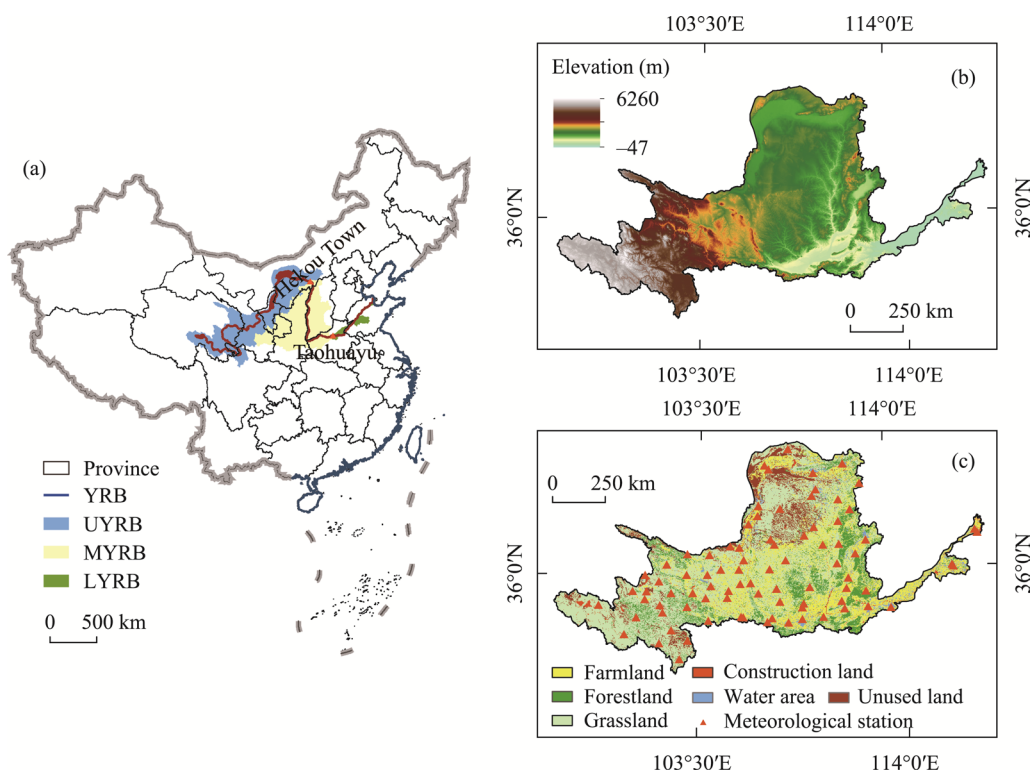 (a)
Hekou Town
Taohuayu
Province
YRB
UYRB
MYRB
LYRB
0 500 km
103°30′E 114°0′E
Elevation (m)
6260
−47
(b)
36°0′N
36°0′N
0 250 km
103°30′E 114°0′E
103°30′E 114°0′E
(c)
0 250 km
36°0′N
36°0′N
Farmland Construction land
Forestland Water area Unused land
Grassland Meteorological station
103°30′E 114°0′E